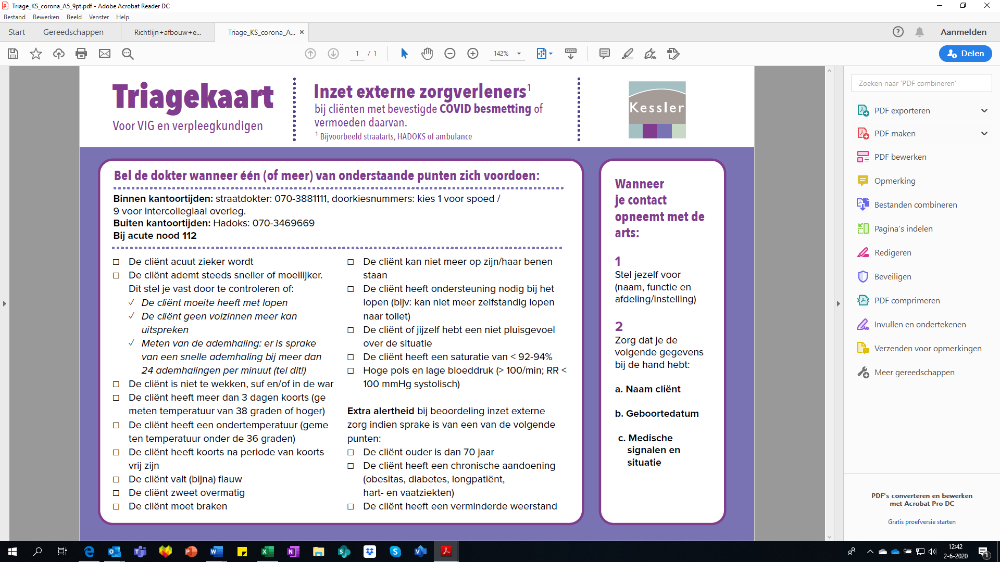 Triage_KS_corona_A5_9pt.pdf - Adobe Acrobat Reader DC
Bestand Bewerken Beeld Venster Help
Start Gereedschappen Richtlijn+afbouw+e... Triage_KS_corona_A... Aanmelden
1 / 1 142% Delen
Triagekaart
Voor VIG en verpleegkundigen
Inzet externe zorgverleners1
bij cliënten met bevestigde COVID besmetting of
vermoeden daarvan.
1 Bijvoorbeeld straatarts, HADOKS of ambulance
Kessler
Bel de dokter wanneer één (of meer) van onderstaande punten zich voordoen:
Binnen kantoortijden: straatdokter: 070-3881111, doorkiesnummers: kies 1 voor spoed /
9 voor intercollegiaal overleg.
Buiten kantoortijden: Hadoks: 070-3469669
Bij acute nood 112
☐ De cliënt acuut zieker wordt
☐ De cliënt ademt steeds sneller of moeilijker.
Dit stel je vast door te controleren of:
✓ De cliënt moeite heeft met lopen
✓ De cliënt geen volzinnen meer kan
uitspreken
✓ Meten van de ademhaling: er is sprake
van een snelle ademhaling bij meer dan
24 ademhalingen per minuut (tel dit!)
☐ De cliënt is niet te wekken, suf en/of in de war
☐ De cliënt heeft meer dan 3 dagen koorts (ge
meten temperatuur van 38 graden of hoger)
☐ De cliënt heeft een ondertemperatuur (geme
ten temperatuur onder de 36 graden)
☐ De cliënt heeft koorts na periode van koorts
vrij zijn
☐ De cliënt valt (bijna) flauw
☐ De cliënt zweet overmatig
☐ De cliënt moet braken
☐ De cliënt kan niet meer op zijn/haar benen
staan
☐ De cliënt heeft ondersteuning nodig bij het
lopen (bijv: kan niet meer zelfstandig lopen
naar toilet)
☐ De cliënt of jijzelf hebt een niet pluisgevoel
over de situatie
☐ De cliënt heeft een saturatie van < 92-94%
☐ Hoge pols en lage bloeddruk (> 100/min; RR <
100 mmHg systolisch)
Extra alertheid bij beoordeling inzet externe
zorg indien sprake is van een van de volgende
punten:
☐ De cliënt ouder is dan 70 jaar
☐ De cliënt heeft een chronische aandoening
(obesitas, diabetes, longpatiënt,
hart- en vaatziekten)
☐ De cliënt heeft een verminderde weerstand
Wanneer
je contact
opneemt met de
arts:
1
Stel jezelf voor
(naam, functie en
afdeling/instelling)
2
Zorg dat je de
volgende gegevens
bij de hand hebt:
a. Naam cliënt
b. Geboortedatum
c. Medische
signalen en
situatie
Zoeken naar 'PDF combineren'
PDF exporteren
PDF maken
PDF bewerken
Opmerking
Bestanden combineren
Pagina's indelen
Redigeren
Beveiligen
PDF comprimeren
Invullen en ondertekenen
Verzenden voor opmerkingen
Meer gereedschappen
PDF's converteren en bewerken
met Acrobat Pro DC
Gratis proefversie starten
12:42
2-6-2020
1